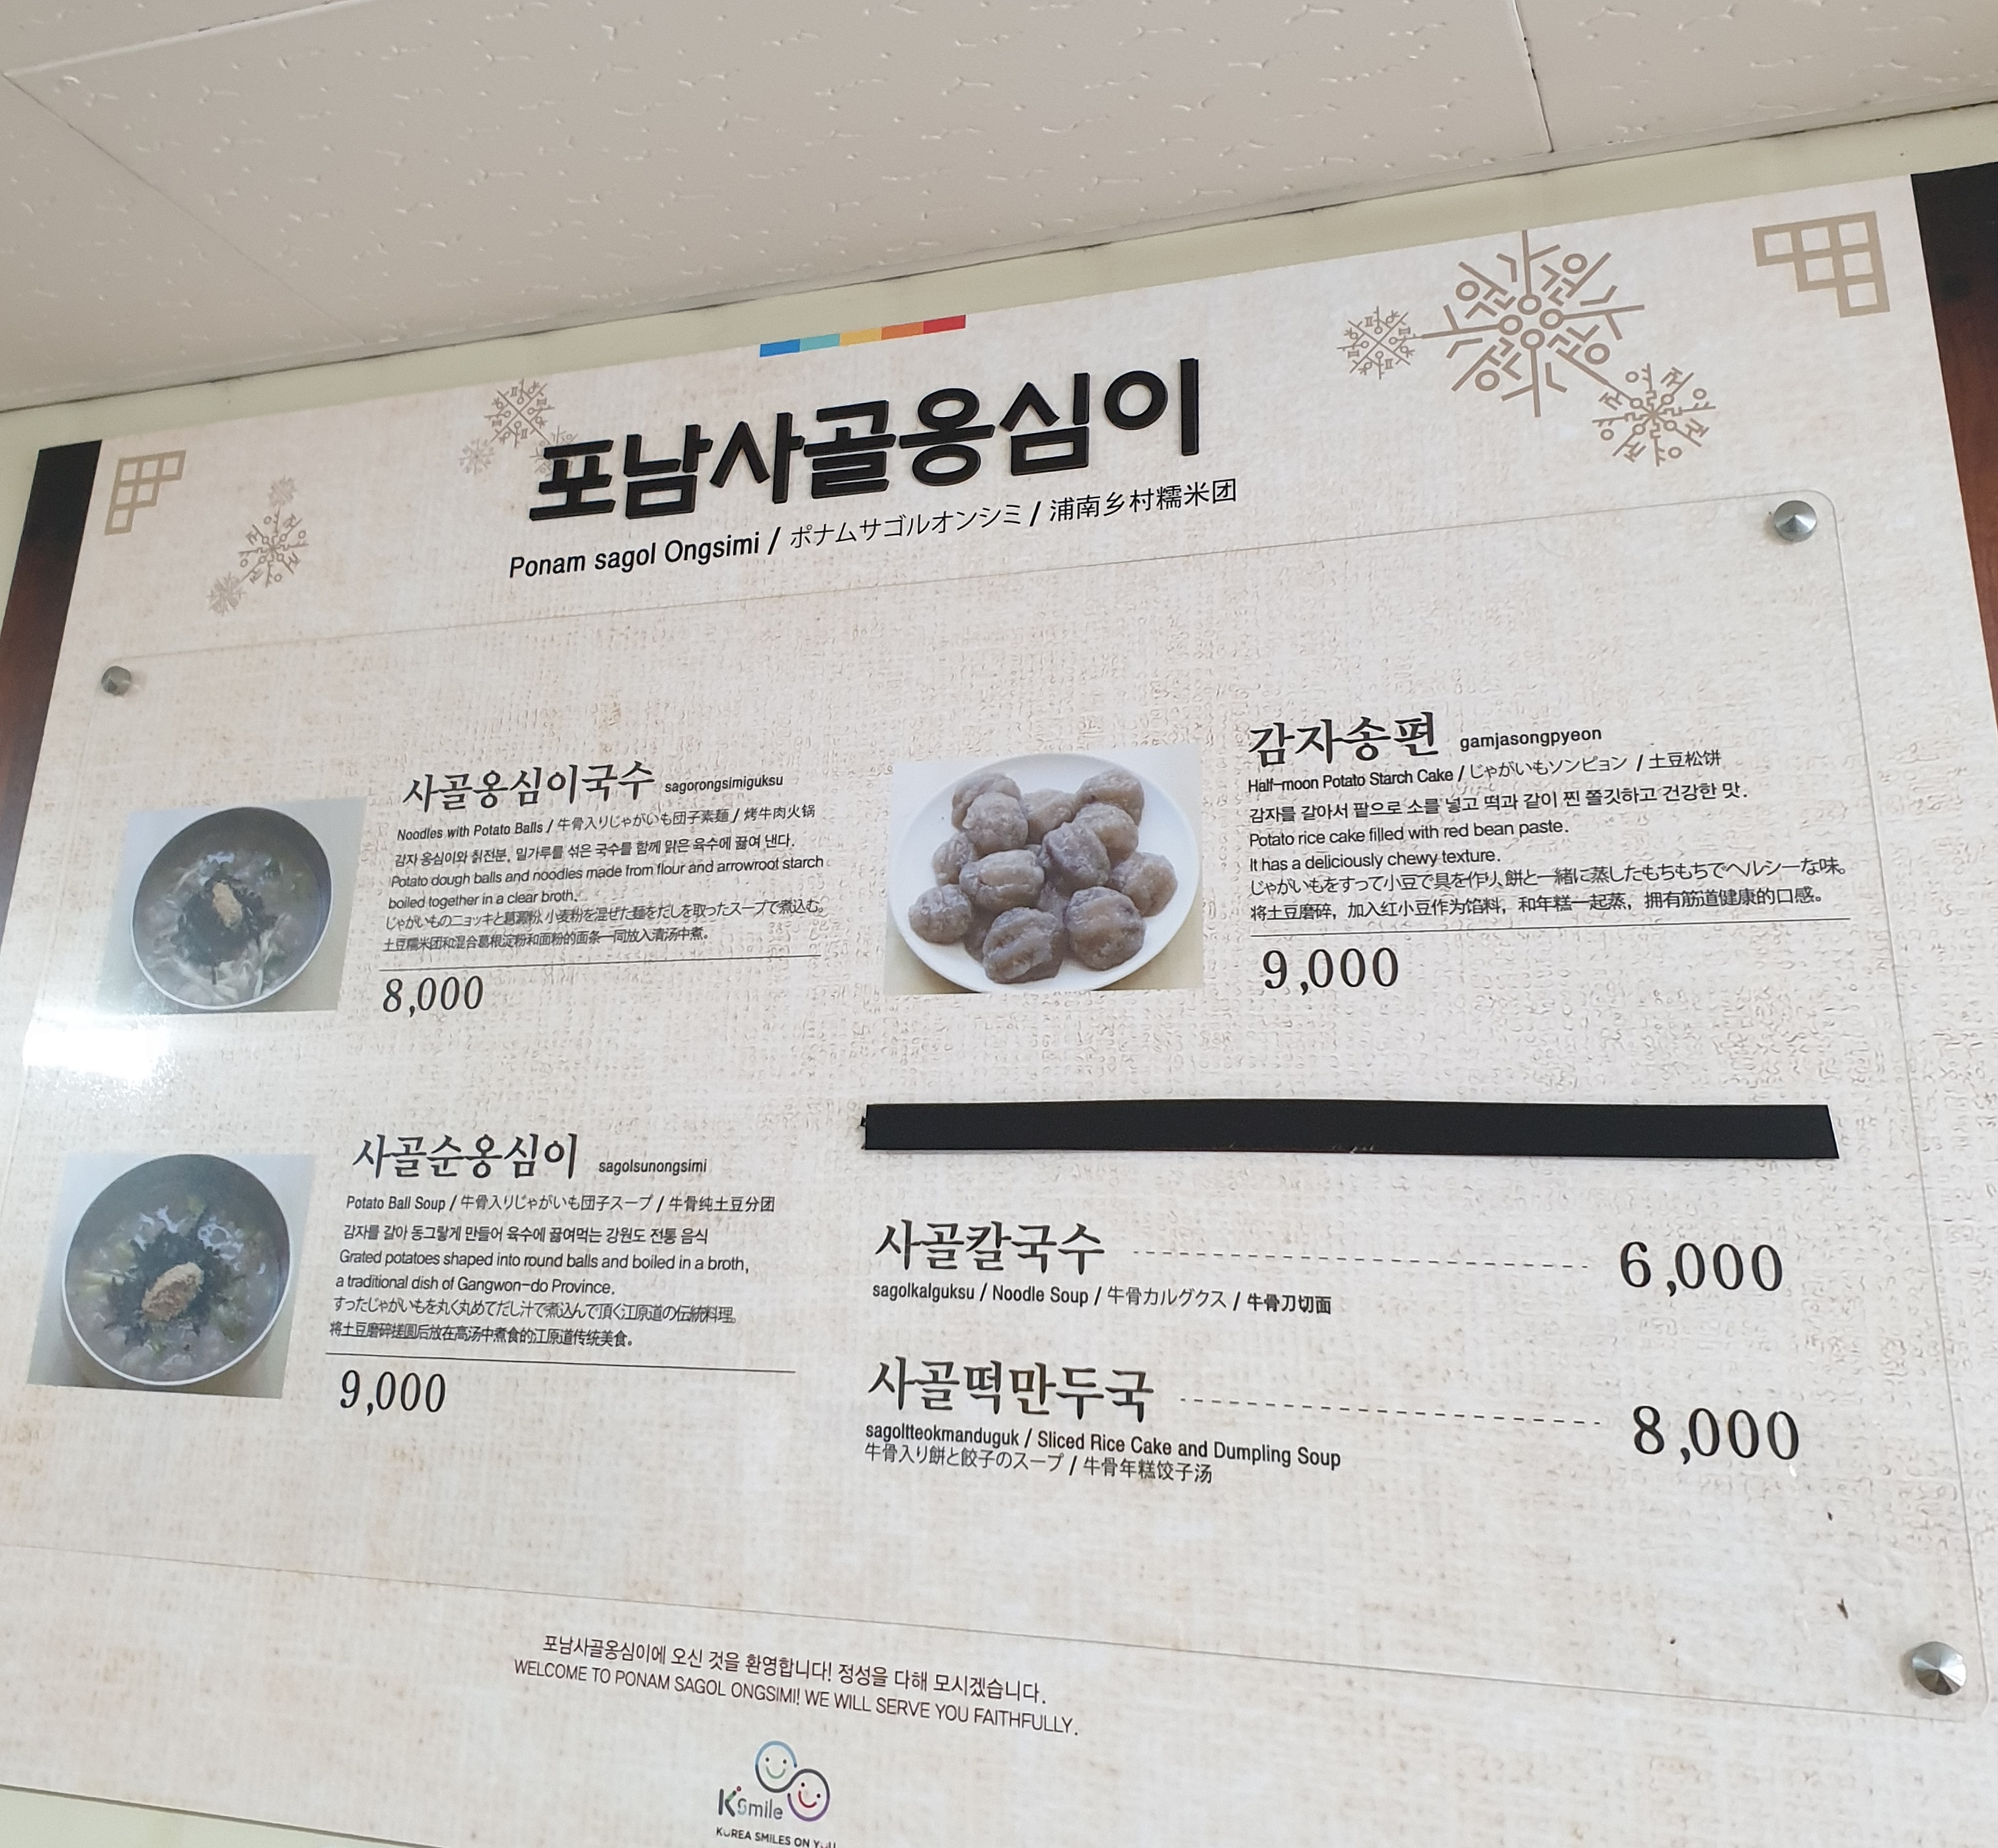 포남사골옹심이
Ponam sagol Ongsimi / ポナムサゴルオンシミ / 浦南乡村糯米团
사골옹심이국수 sagorongsimiguksu
Noodles with Potato Balls / 牛骨入りじゃがいも団子素麺 / 烤牛肉火锅
감자 옹심이와 칡전분, 밀가루를 섞은 국수를 함께 맑은 육수에 끓여 낸다.
Potato dough balls and noodles made from flour and arrowroot starch
boiled together in a clear broth.
じゃがいものニョッキと葛澱粉、小麦粉を混ぜた麺をだしを取ったスープで煮込む。
土豆糯米团和混合葛根淀粉和面粉的面条一同放入清汤中煮。
8,000
사골순옹심이 sagolsunongsimi
Potato Ball Soup / 牛骨入りじゃがいも団子スープ / 牛骨纯土豆分团
감자를 갈아 동그랗게 만들어 육수에 끓여먹는 강원도 전통 음식
Grated potatoes shaped into round balls and boiled in a broth,
a traditional dish of Gangwon-do Province.
すったじゃがいもを丸く丸めてだし汁で煮込んで頂く江原道の伝統料理。
将土豆磨碎搓圆后放在高汤中煮食的江原道传统美食。
9,000
감자송편 gamjasongpyeon
Half-moon Potato Starch Cake / じゃがいもソンピョン / 土豆松饼
감자를 갈아서 팥으로 소를 넣고 떡과 같이 찐 쫄깃하고 건강한 맛.
Potato rice cake filled with red bean paste.
It has a deliciously chewy texture.
じゃがいもをすって小豆で具を作り、餅と一緒に蒸したもちもちでヘルシーな味。
将土豆磨碎，加入红小豆作为馅料，和年糕一起蒸，拥有筋道健康的口感。
9,000
사골칼국수 6,000
sagolkalguksu / Noodle Soup / 牛骨カルグクス / 牛骨刀切面
사골떡만두국 8,000
sagoltteokmanduguk / Sliced Rice Cake and Dumpling Soup
牛骨入り餅と餃子のスープ / 牛骨年糕饺子汤
포남사골옹심이에 오신 것을 환영합니다! 정성을 다해 모시겠습니다.
WELCOME TO PONAM SAGOL ONGSIMI! WE WILL SERVE YOU FAITHFULLY.
K Smile
KOREA SMILES ON YOU